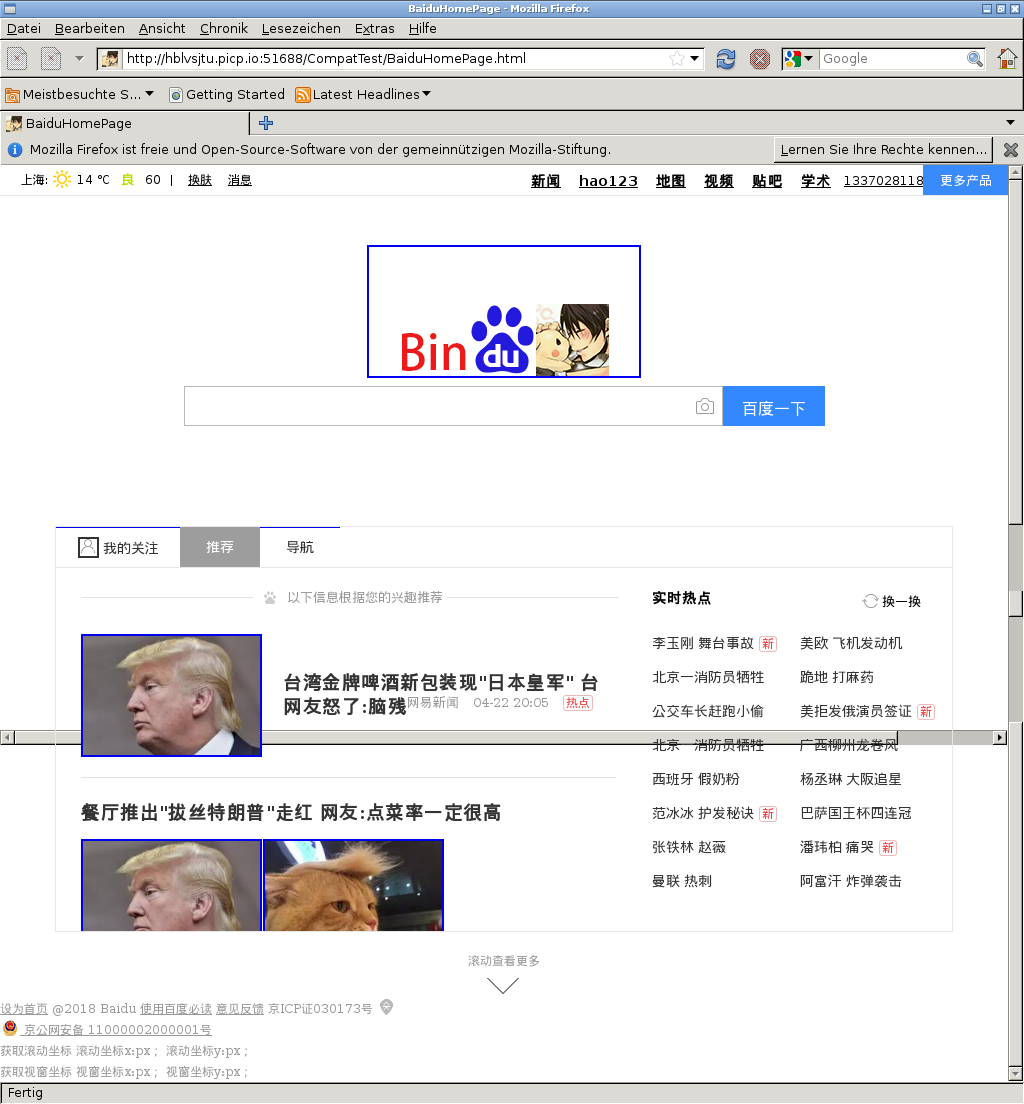 BaiduHomePage - Mozilla Firefox
Datei Bearbeiten Ansicht Chronik Lesezeichen Extras Hilfe
http://hblvsjtu.picp.io:51688/CompatTest/BaiduHomePage.html Google
Meistbesuchte S... Getting Started Latest Headlines
BaiduHomePage
Mozilla Firefox ist freie und Open-Source-Software von der gemeinnützigen Mozilla-Stiftung. Lernen Sie Ihre Rechte kennen...
上海: 14 ℃ 良 60 | 换肤 消息 新闻 hao123 地图 视频 贴吧 学术 1337028118 更多产品
Bin du
百度一下
我的关注 推荐 导航
以下信息根据您的兴趣推荐 实时热点 换一换
李玉刚 舞台事故 新 美欧 飞机发动机
北京一消防员牺牲 跪地 打麻药
台湾金牌啤酒新包装现"日本皇军" 台
网友怒了:脑残 网易新闻 04-22 20:05 热点
公交车长赶跑小偷 美拒发俄演员签证 新
北京一消防员牺牲 广西柳州龙卷风
西班牙 假奶粉 杨丞琳 大阪追星
餐厅推出"拔丝特朗普"走红 网友:点菜率一定很高
范冰冰 护发秘诀 新 巴萨国王杯四连冠
张铁林 赵薇 潘玮柏 痛哭 新
曼联 热刺 阿富汗 炸弹袭击
滚动查看更多
设为首页 @2018 Baidu 使用百度必读 意见反馈 京ICP证030173号
京公网安备 11000002000001号
获取滚动坐标 滚动坐标x:px； 滚动坐标y:px；
获取视窗坐标 视窗坐标x:px； 视窗坐标y:px；
Fertig